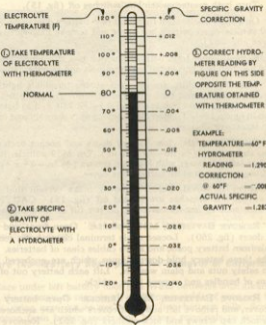 ELECTROLYTE
TEMPERATURE (F)
SPECIFIC GRAVITY
CORRECTION
120° +.016
110° +.012
① TAKE TEMPERATURE
OF ELECTROLYTE
WITH THERMOMETER
100° +.008
90° +.004
③ CORRECT HYDRO-
METER READING BY
FIGURE ON THIS SIDE
OPPOSITE THE TEMP-
ERATURE OBTAINED
WITH THERMOMETER
NORMAL 80° 0
70° -.004
60° -.008
50° -.012
40° -.016
30° -.020
20° -.024
10° -.028
0° -.032
-10° -.036
-20° -.040
② TAKE SPECIFIC
GRAVITY OF
ELECTROLYTE WITH
A HYDROMETER
EXAMPLE:
TEMPERATURE=60°F
HYDROMETER
READING
CORRECTION
@ 60°F
ACTUAL SPECIFIC
GRAVITY